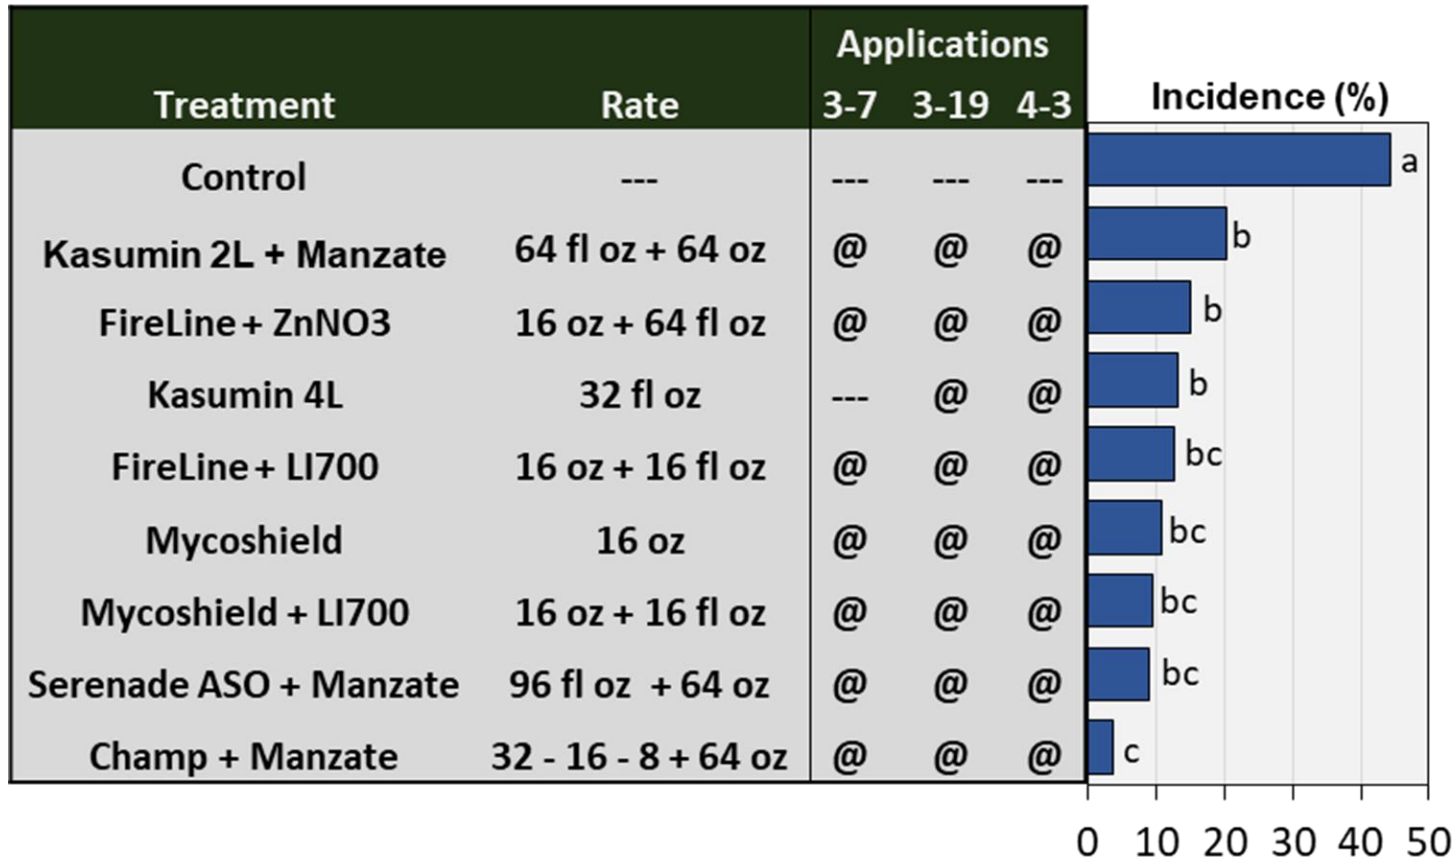 Applications
Treatment Rate 3-7 3-19 4-3 Incidence (%)
Control --- --- --- --- a
Kasumin 2L + Manzate 64 fl oz + 64 oz @ @ @ b
FireLine + ZnNO3 16 oz + 64 fl oz @ @ @ b
Kasumin 4L 32 fl oz --- @ @ b
FireLine + LI700 16 oz + 16 fl oz @ @ @ bc
Mycoshield 16 oz @ @ @ bc
Mycoshield + LI700 16 oz + 16 fl oz @ @ @ bc
Serenade ASO + Manzate 96 fl oz + 64 oz @ @ @ bc
Champ + Manzate 32 - 16 - 8 + 64 oz @ @ @ c
0 10 20 30 40 50